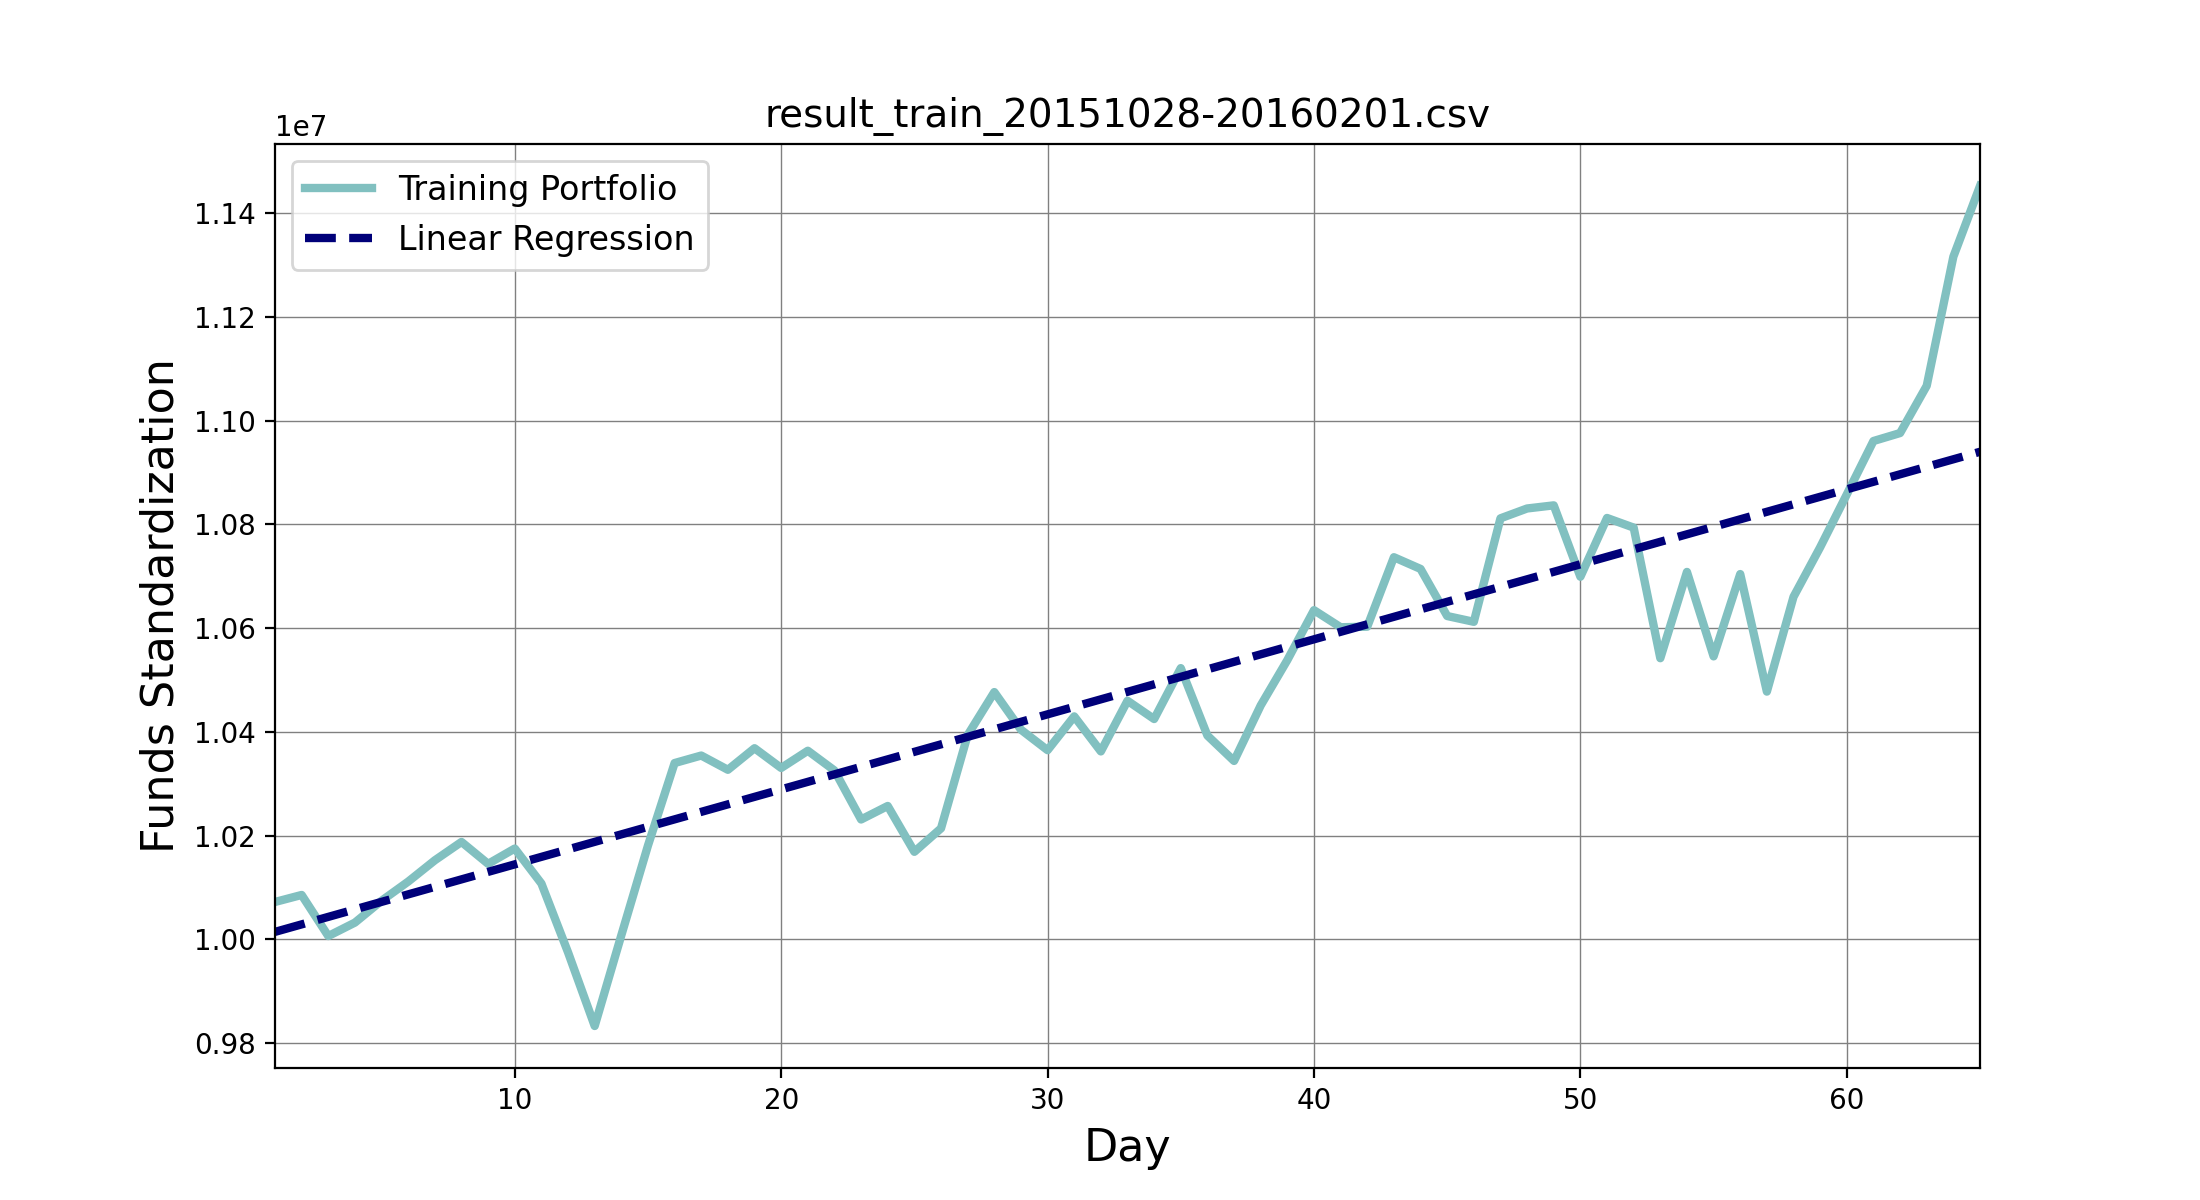 result_train_20151028-20160201.csv
1e7
Training Portfolio
Linear Regression
1.14
1.12
1.10
1.08
1.06
1.04
1.02
1.00
0.98
Funds Standardization
10 20 30 40 50 60
Day